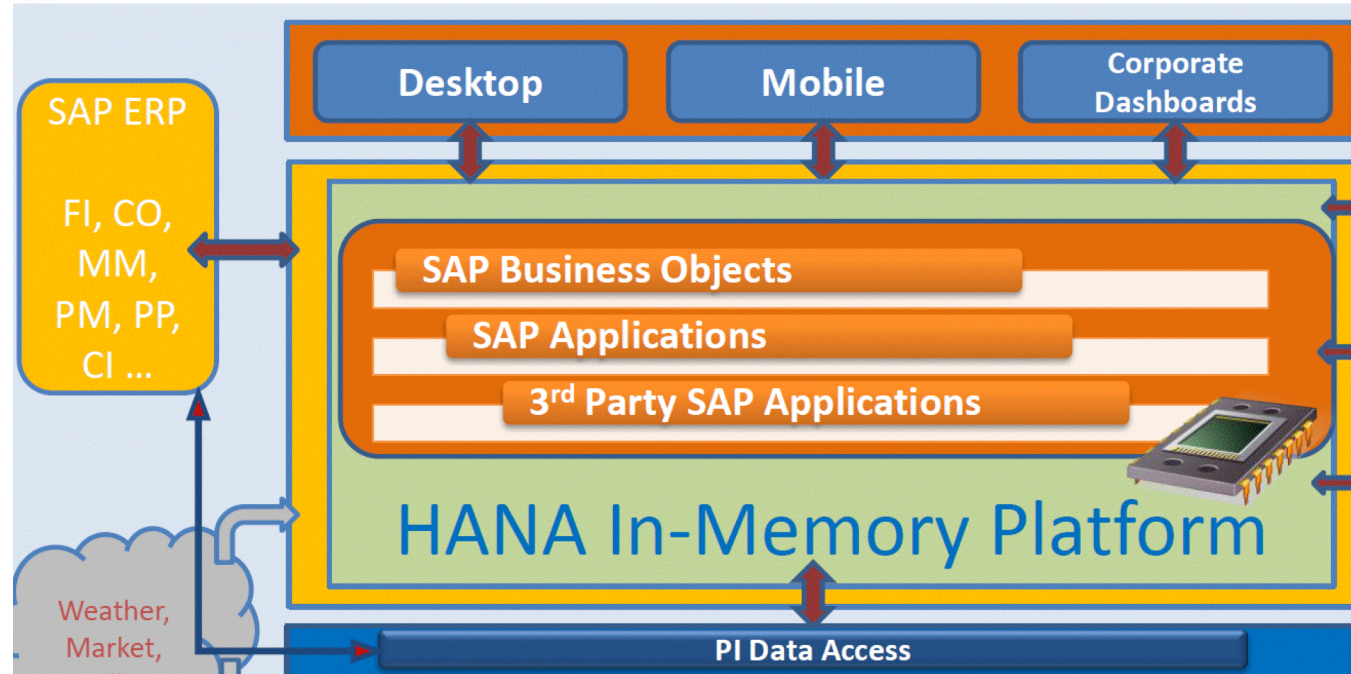 Desktop
Mobile
Corporate
Dashboards
SAP ERP
FI, CO,
MM,
PM, PP,
CI ...
SAP Business Objects
SAP Applications
3rd Party SAP Applications
HANA In-Memory Platform
Weather,
Market,
PI Data Access